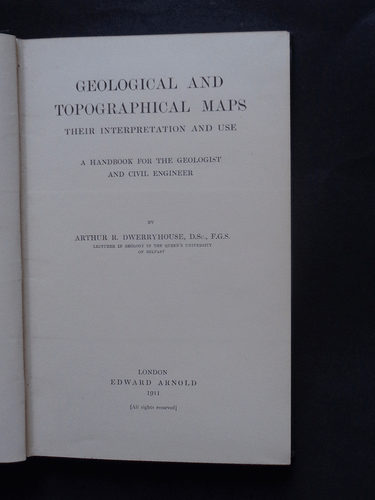 GEOLOGICAL AND
TOPOGRAPHICAL MAPS
THEIR INTERPRETATION AND USE
A HANDBOOK FOR THE GEOLOGIST
AND CIVIL ENGINEER
BY
ARTHUR R. DWERRYHOUSE, D.Sc., F.G.S.
LECTURER IN GEOLOGY IN THE QUEEN'S UNIVERSITY
OF BELFAST
LONDON
EDWARD ARNOLD
1911
[All rights reserved]